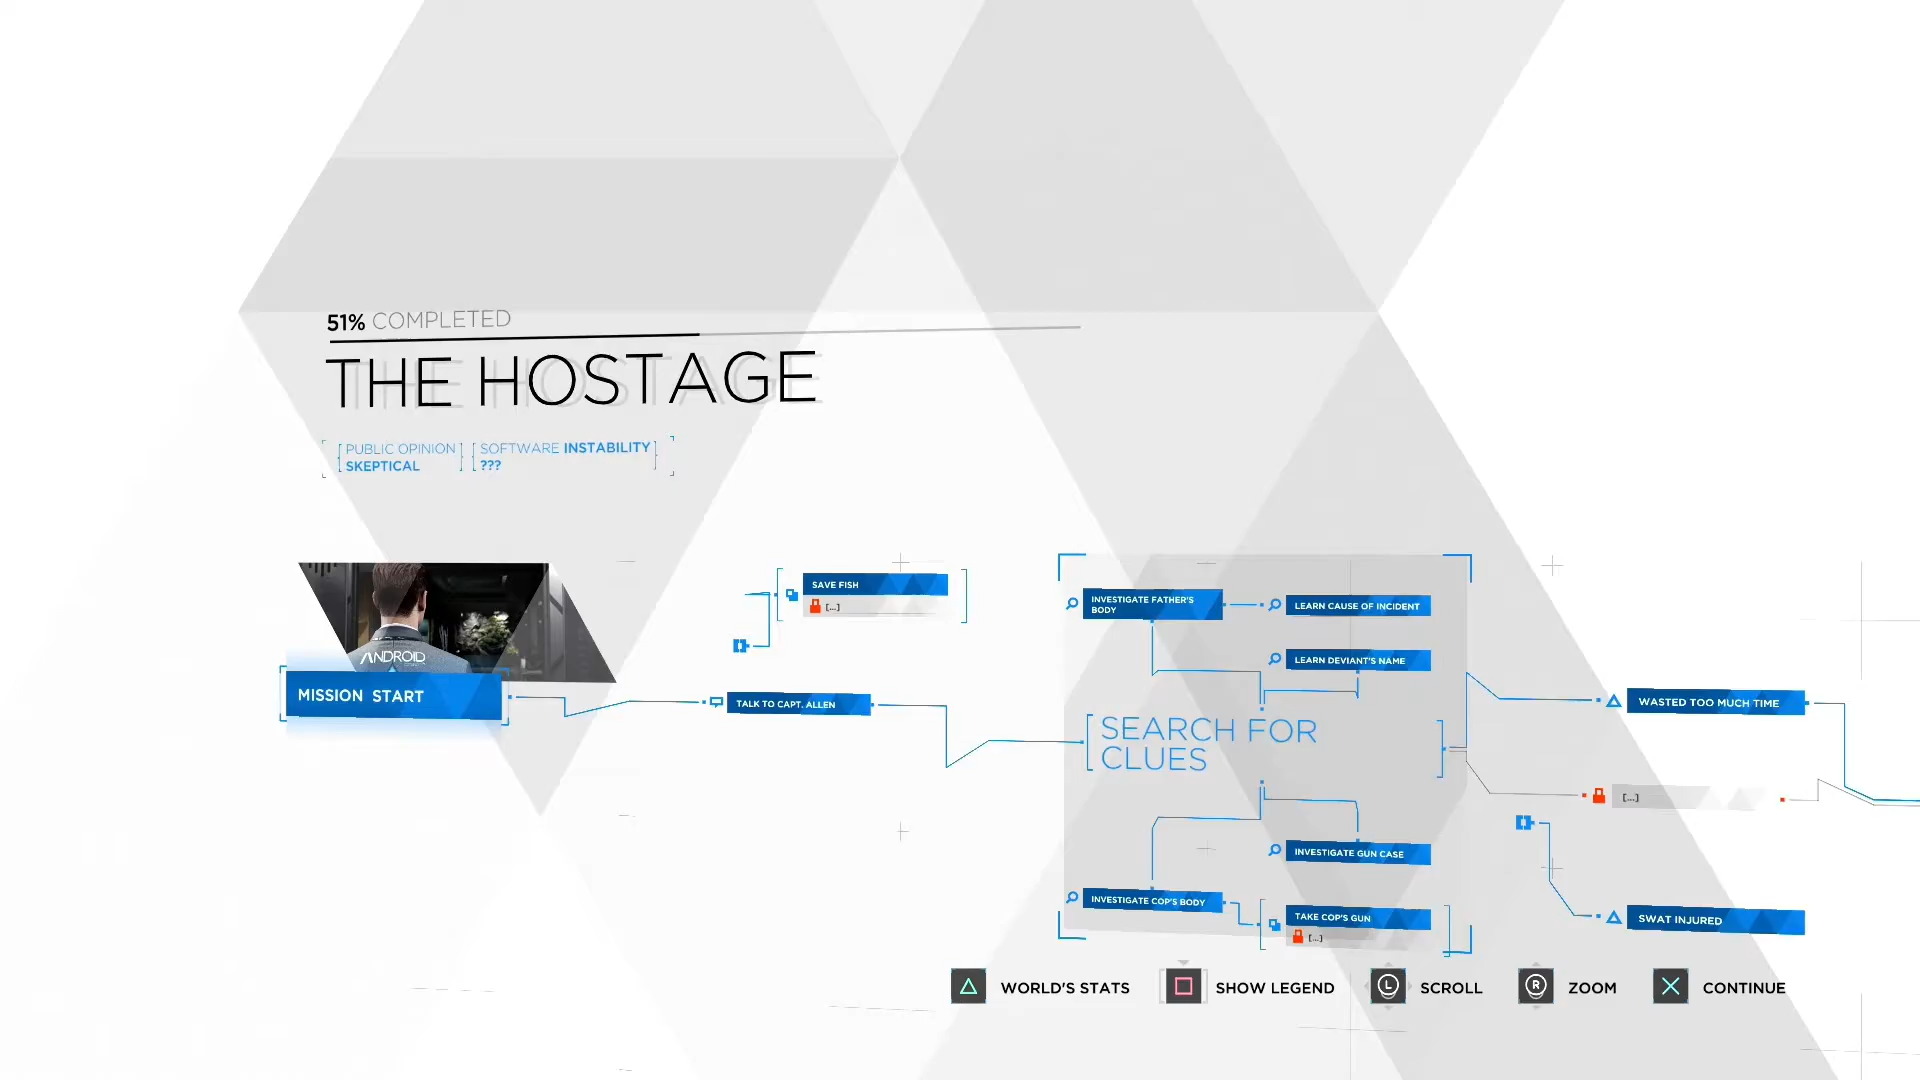 51% COMPLETED
THE HOSTAGE
PUBLIC OPINION
SKEPTICAL
SOFTWARE INSTABILITY
???
ANDROID
MISSION START
TALK TO CAPT. ALLEN
SAVE FISH
[...]
INVESTIGATE FATHER'S
BODY
LEARN CAUSE OF INCIDENT
LEARN DEVIANT'S NAME
SEARCH FOR
CLUES
INVESTIGATE GUN CASE
INVESTIGATE COP'S BODY
TAKE COP'S GUN
[...]
WASTED TOO MUCH TIME
[...]
SWAT INJURED
WORLD'S STATS
SHOW LEGEND
L
SCROLL
R
ZOOM
CONTINUE